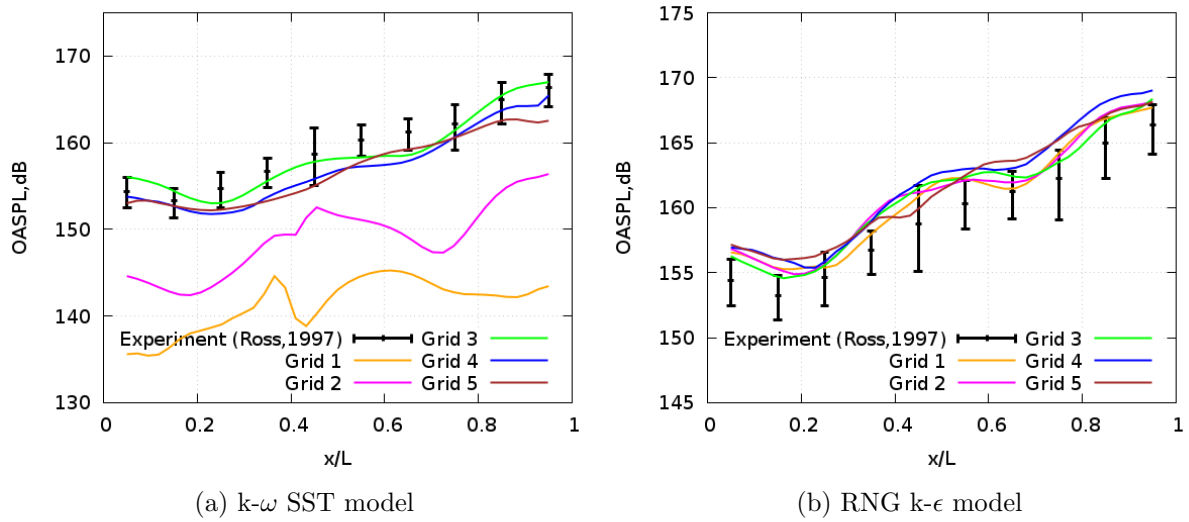 170
160
150
140
130
OASPL,dB
Experiment (Ross,1997)
Grid 1
Grid 2
Grid 3
Grid 4
Grid 5
0
0.2
0.4
0.6
0.8
1
x/L
(a) k-ω SST model
175
170
165
160
155
150
145
OASPL,dB
Experiment (Ross,1997)
Grid 1
Grid 2
Grid 3
Grid 4
Grid 5
0
0.2
0.4
0.6
0.8
1
x/L
(b) RNG k-ϵ model